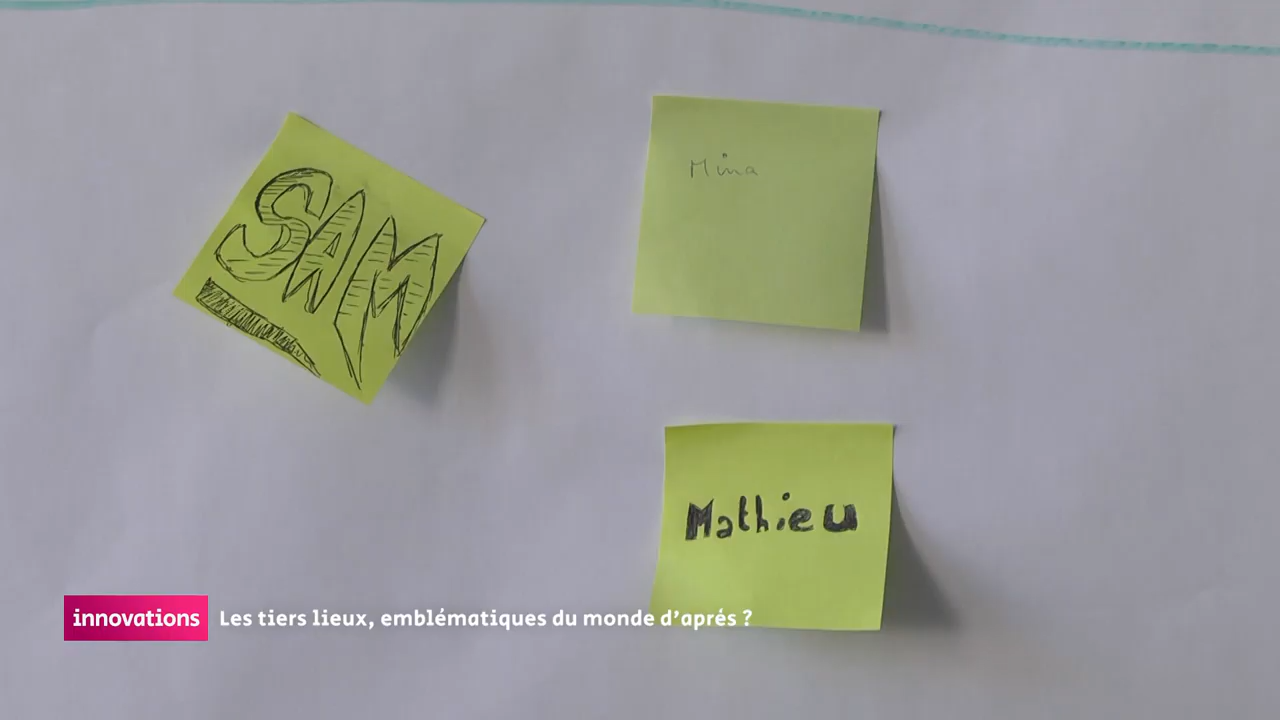 SAM
Mina
Mathieu
innovations Les tiers lieux, emblématiques du monde d'aprés ?